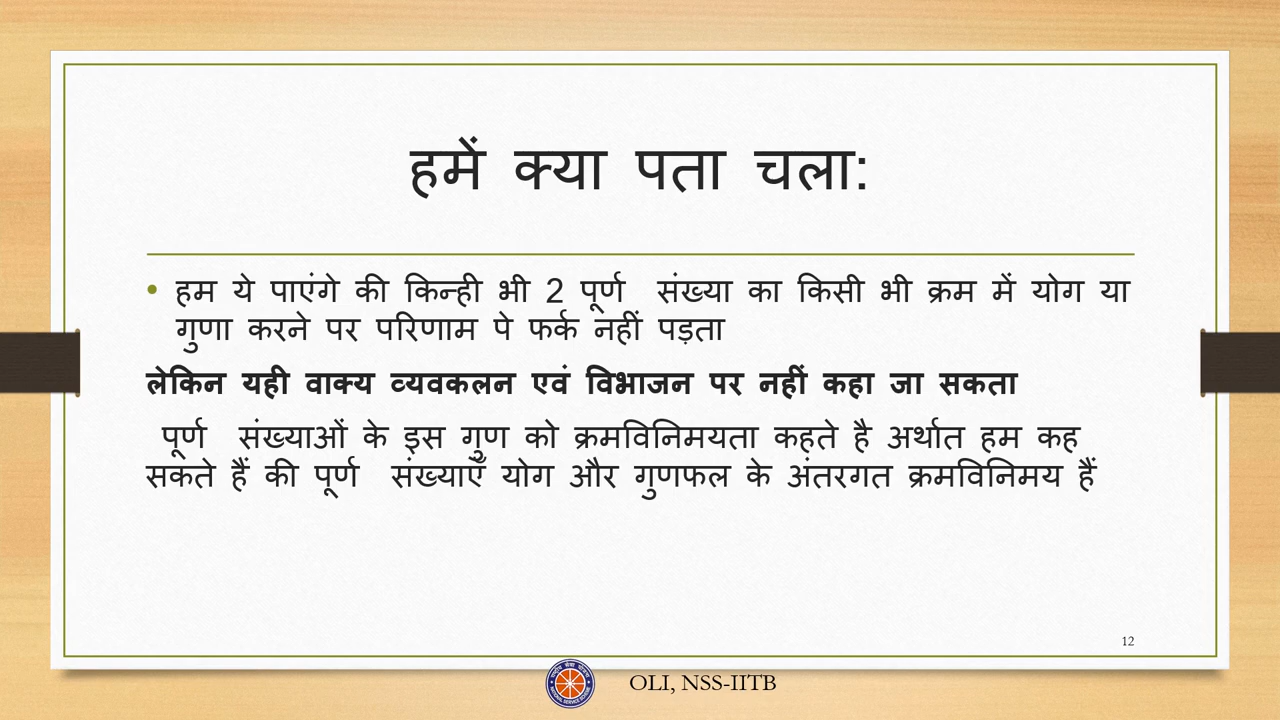 हमें क्या पता चला:
• हम ये पाएंगे की किन्ही भी 2 पूर्ण संख्या का किसी भी क्रम में योग या
गुणा करने पर परिणाम पे फर्क नहीं पड़ता
लेकिन यही वाक्य व्यवकलन एवं विभाजन पर नहीं कहा जा सकता
पूर्ण संख्याओं के इस गुण को क्रमविनिमयता कहते है अर्थात हम कह
सकते हैं की पूर्ण संख्याएँ योग और गुणफल के अंतरगत क्रमविनिमय हैं
12
OLI, NSS-IITB